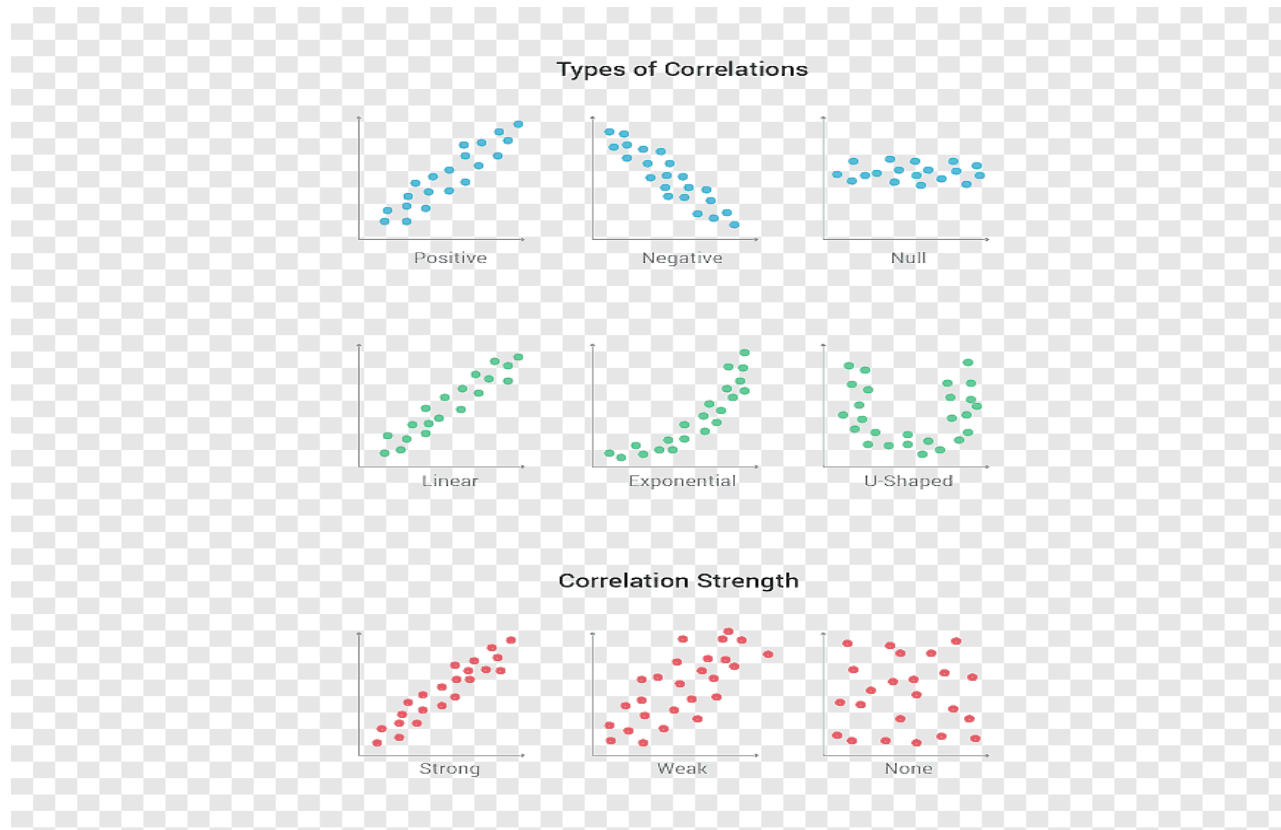 Types of Correlations
Positive
Negative
Null
Linear
Exponential
U-Shaped
Correlation Strength
Strong
Weak
None